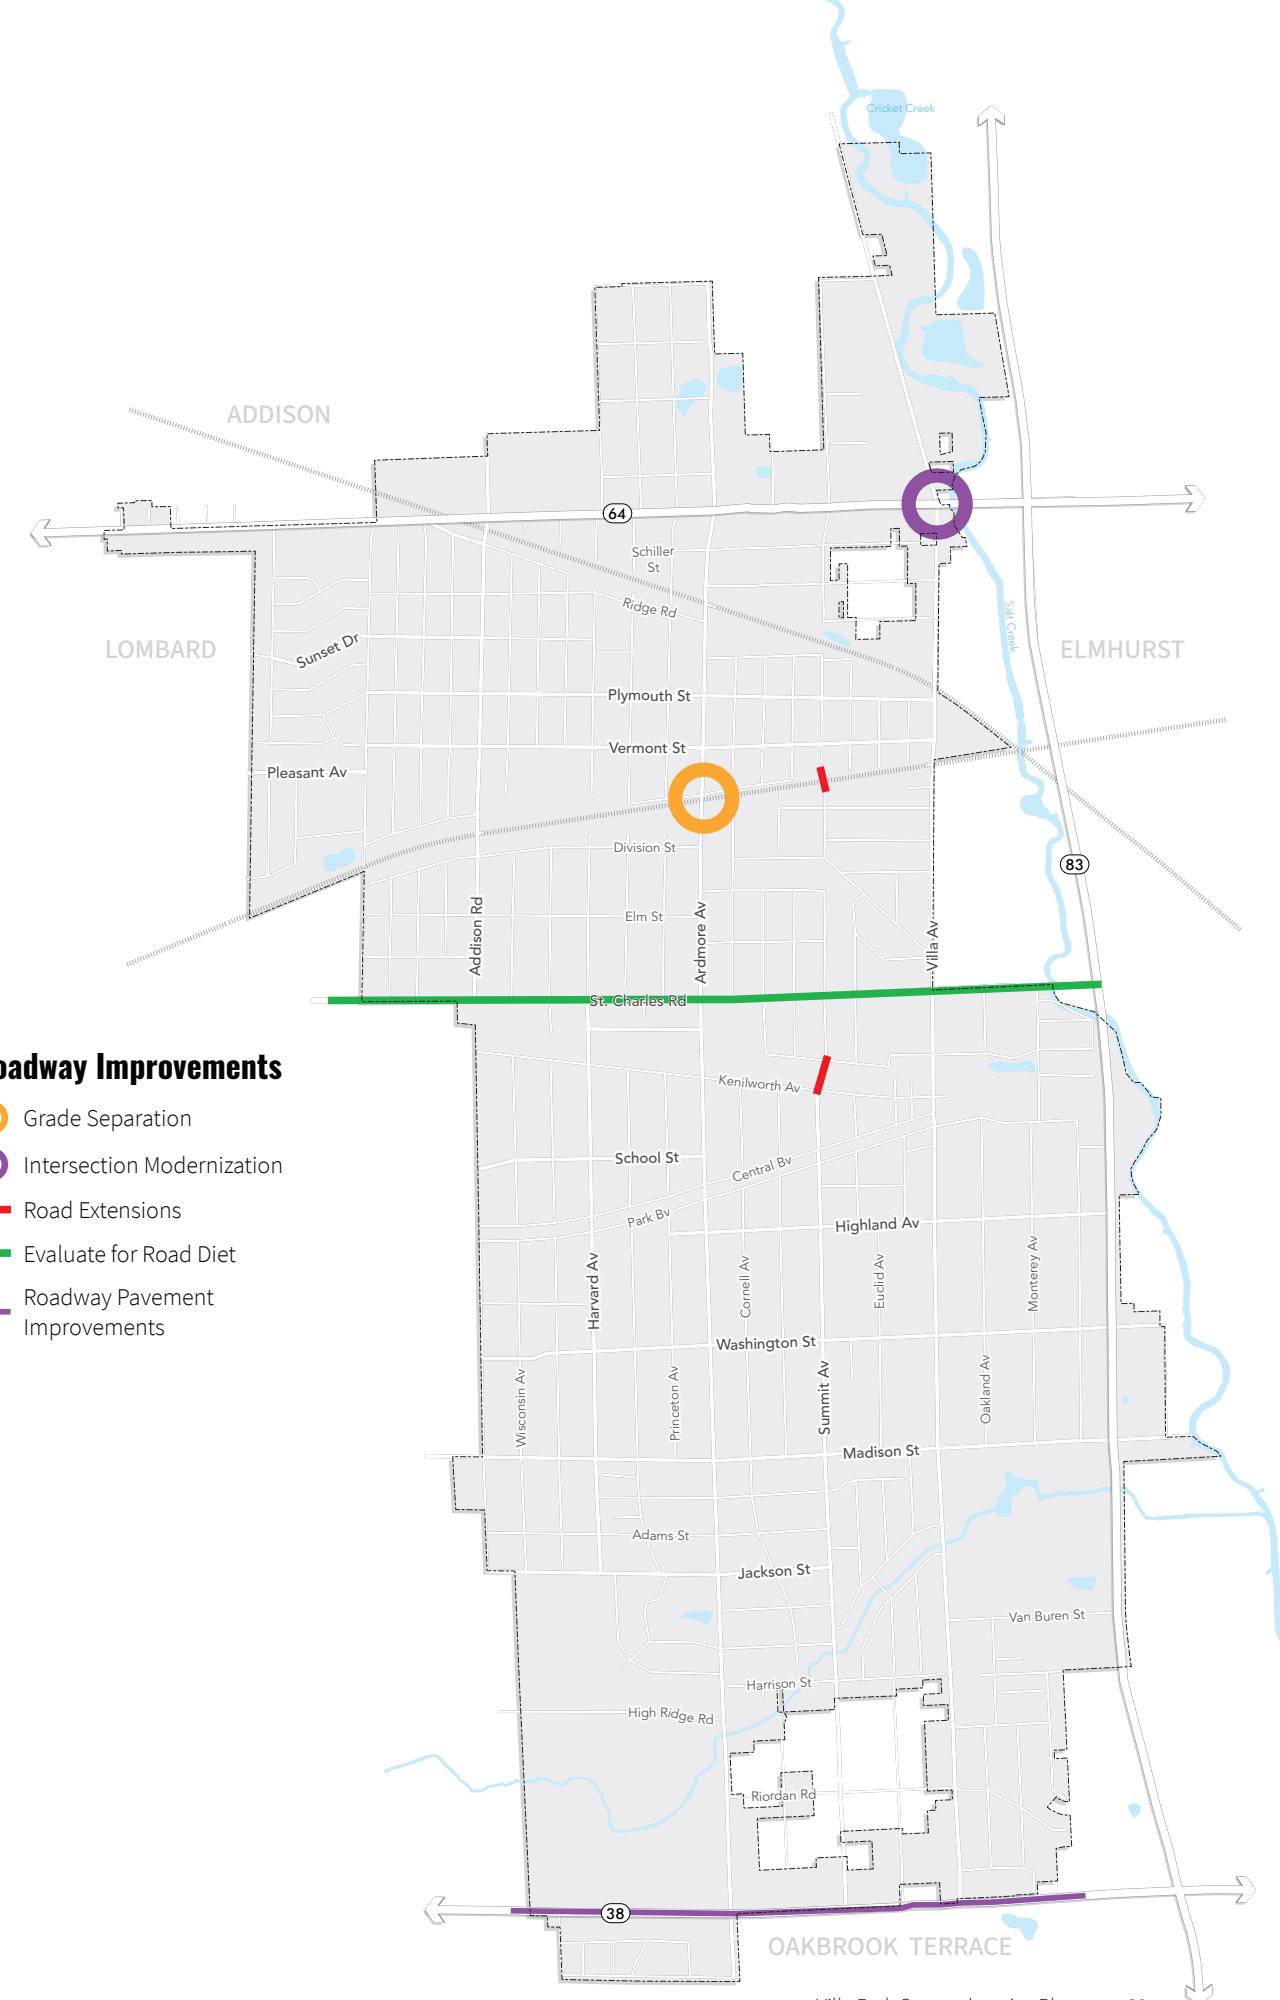 Cricket Creek
ADDISON
64
Schiller
St
Ridge Rd
Salt Creek
LOMBARD
Sunset Dr
ELMHURST
Plymouth St
Vermont St
Pleasant Av
Division St
83
Elm St
Addison Rd
Ardmore Av
Villa Av
St. Charles Rd
oadway Improvements
Grade Separation
Intersection Modernization
Road Extensions
Evaluate for Road Diet
Roadway Pavement
Improvements
Kenilworth Av
School St
Central Bv
Park Bv
Highland Av
Harvard Av
Cornell Av
Euclid Av
Monterey Av
Washington St
Wisconsin Av
Princeton Av
Summit Av
Oakland Av
Madison St
Adams St
Jackson St
Van Buren St
Harrison St
High Ridge Rd
Riordan Rd
38
OAKBROOK TERRACE